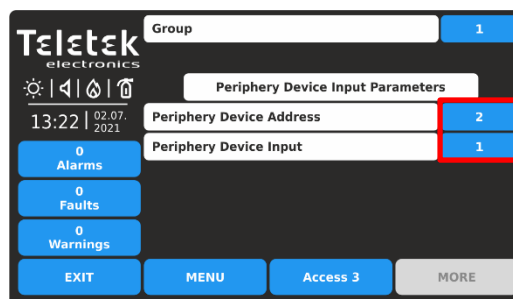 Teletek
electronics
13:22 02.07.
2021
0
Alarms
0
Faults
0
Warnings
EXIT
Group 1
Periphery Device Input Parameters
Periphery Device Address 2
Periphery Device Input 1
MENU Access 3 MORE